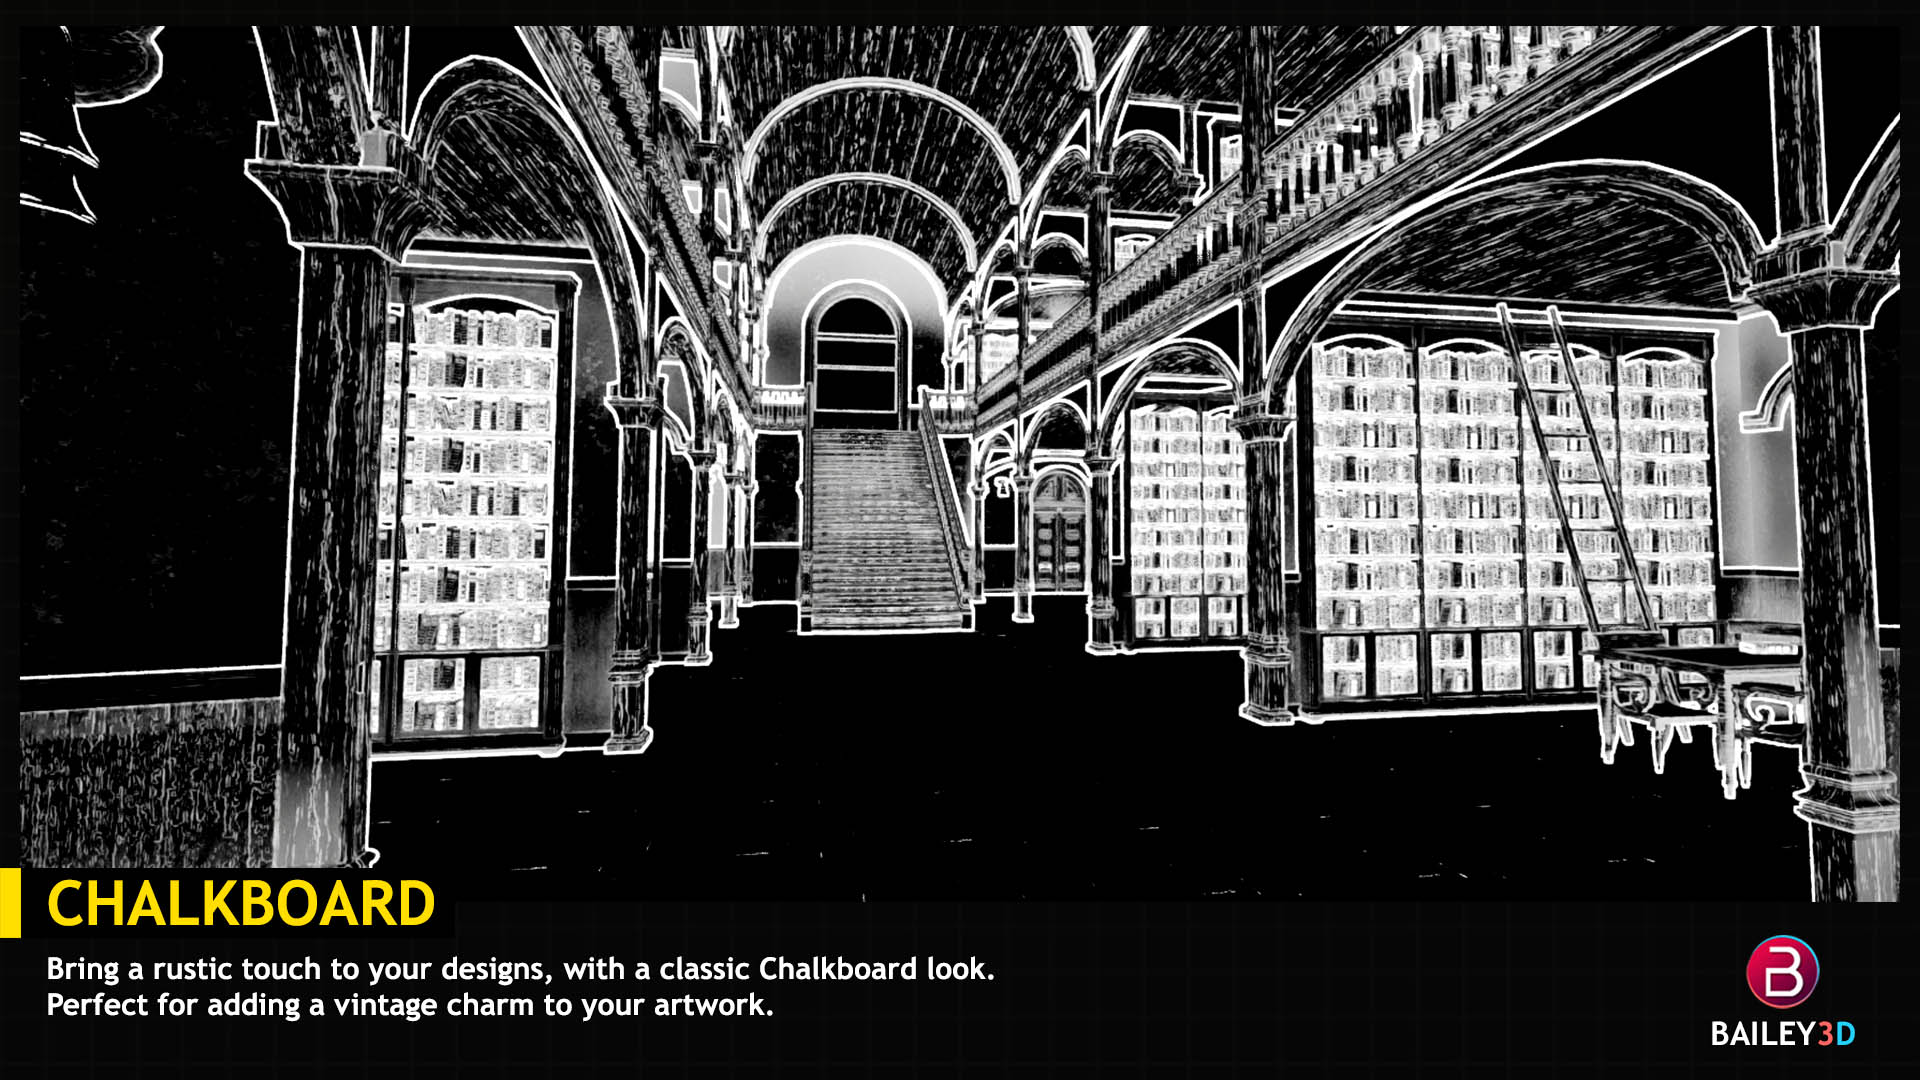 CHALKBOARD
Bring a rustic touch to your designs, with a classic Chalkboard look.
Perfect for adding a vintage charm to your artwork.
B
BAILEY3D